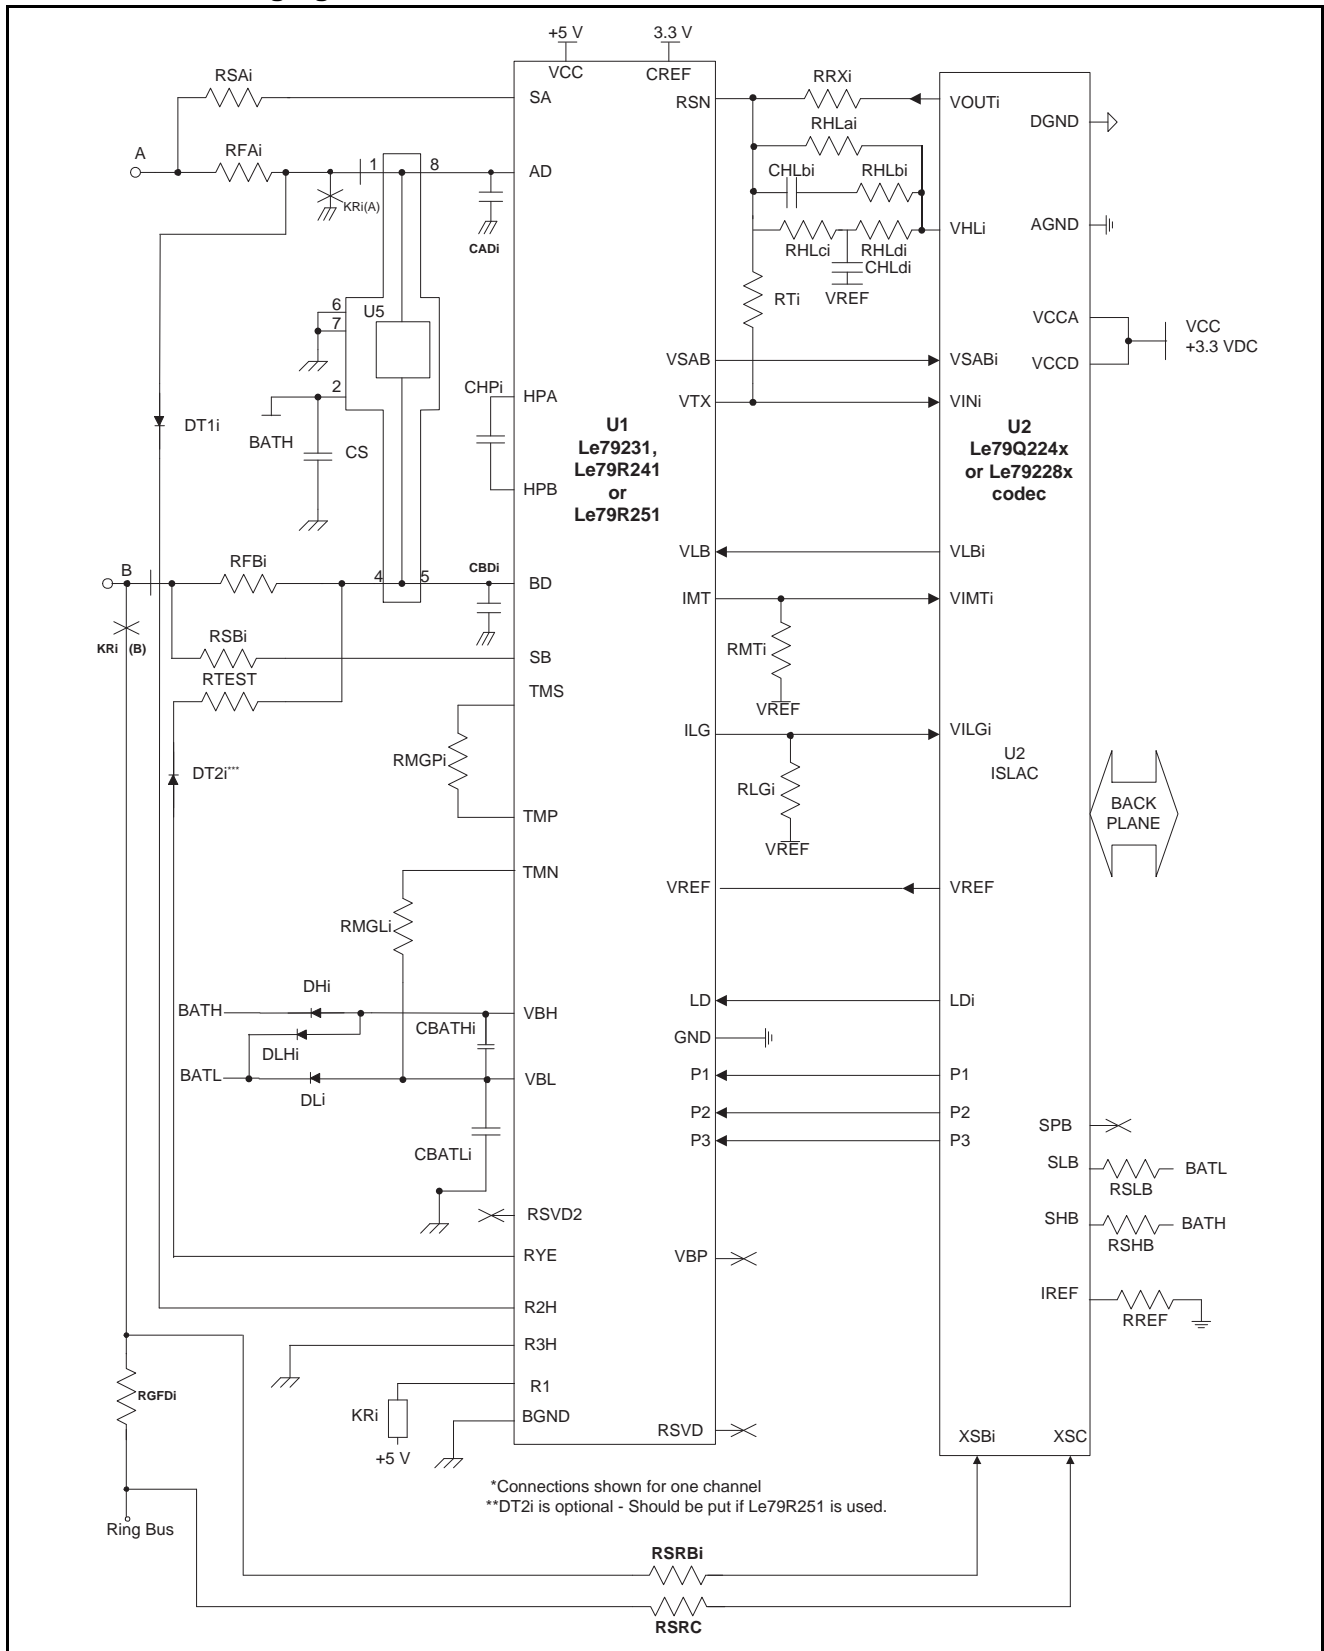 +5 V
3.3 V
VCC
CREF
RSAi
SA
RSN
RRXi
VOUTi
DGND
RHLai
A
RFAi
1
8
AD
CHLbi
RHLbi
KRi(A)
CADi
VHLi
AGND
RHLci
RHLdi
CHLdi
VREF
RTi
6
7
U5
VCCA
VCCD
VCC
+3.3 VDC
VSAB
VSABi
2
CHPi
HPA
VTX
VINi
DT1i
BATH
CS
U1
Le79231,
Le79R241
or
Le79R251
U2
Le79Q224x
or Le79228x
codec
HPB
VLB
VLBi
B
RFBi
4
5
CBDi
BD
IMT
VIMTi
KRi (B)
RSBi
SB
RMTi
RTEST
TMS
VREF
ILG
VILGi
RMGPi
DT2i***
U2
ISLAC
RLGi
BACK
PLANE
TMP
VREF
TMN
VREF
VREF
RMGLi
DHi
BATH
VBH
CBATHi
LD
LDi
DLHi
GND
BATL
VBL
P1
P1
DLi
P2
P2
SPB
P3
P3
CBATLi
SLB
BATL
RSLB
RSVD2
SHB
BATH
RSHB
RYE
VBP
IREF
RREF
R2H
R3H
RGFDi
R1
KRi
BGND
RSVD
XSBi
XSC
+5 V
*Connections shown for one channel
**DT2i is optional - Should be put if Le79R251 is used.
Ring Bus
RSRBi
RSRC